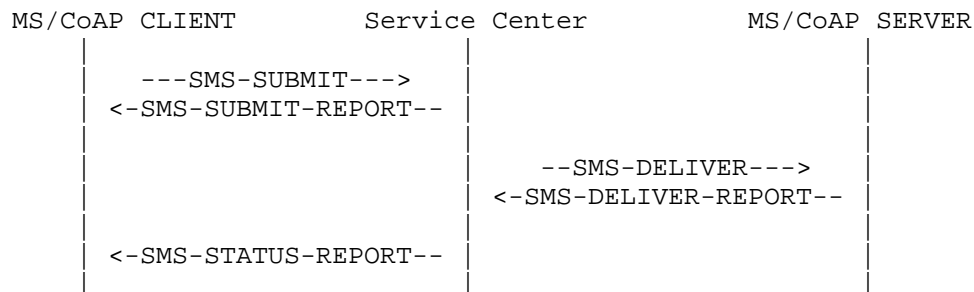 MS/CoAP CLIENT Service Center MS/CoAP SERVER
---SMS-SUBMIT--->
<-SMS-SUBMIT-REPORT--
--SMS-DELIVER--->
<-SMS-DELIVER-REPORT--
<-SMS-STATUS-REPORT--